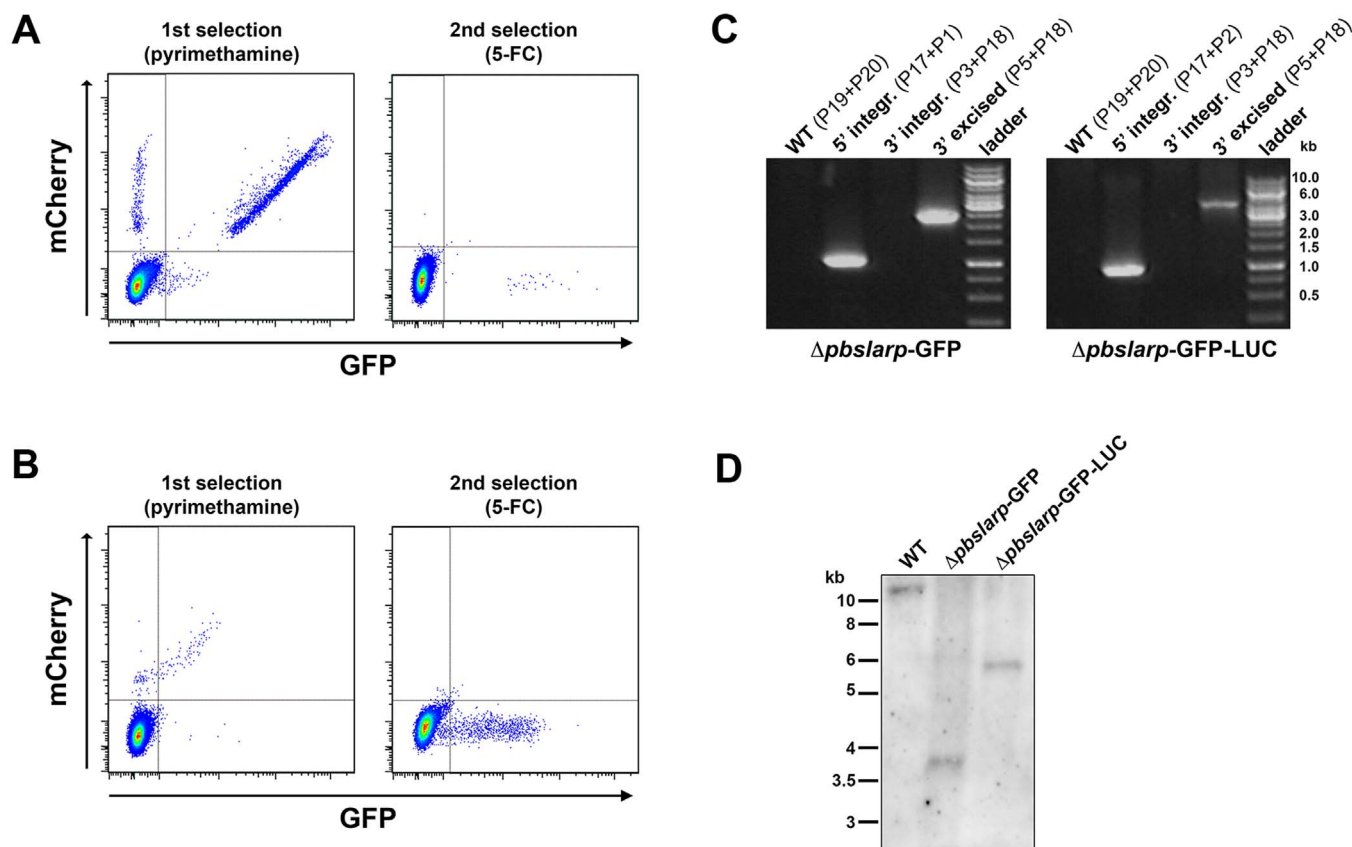 A
1st selection
(pyrimethamine)
2nd selection
(5-FC)
mCherry
GFP
B
1st selection
(pyrimethamine)
2nd selection
(5-FC)
mCherry
GFP
C
WT (P19+P20)
5' integr. (P17+P1)
3' integr. (P3+P18)
3' excised (P5+P18)
ladder
WT (P19+P20)
5' integr. (P17+P2)
3' integr. (P3+P18)
3' excised (P5+P18)
ladder
kb
10.0
6.0
3.0
2.0
1.5
1.0
0.5
Δpbslarp-GFP
Δpbslarp-GFP-LUC
D
WT
Δpbslarp-GFP
Δpbslarp-GFP-LUC
kb
10
8
6
5
4
3.5
3